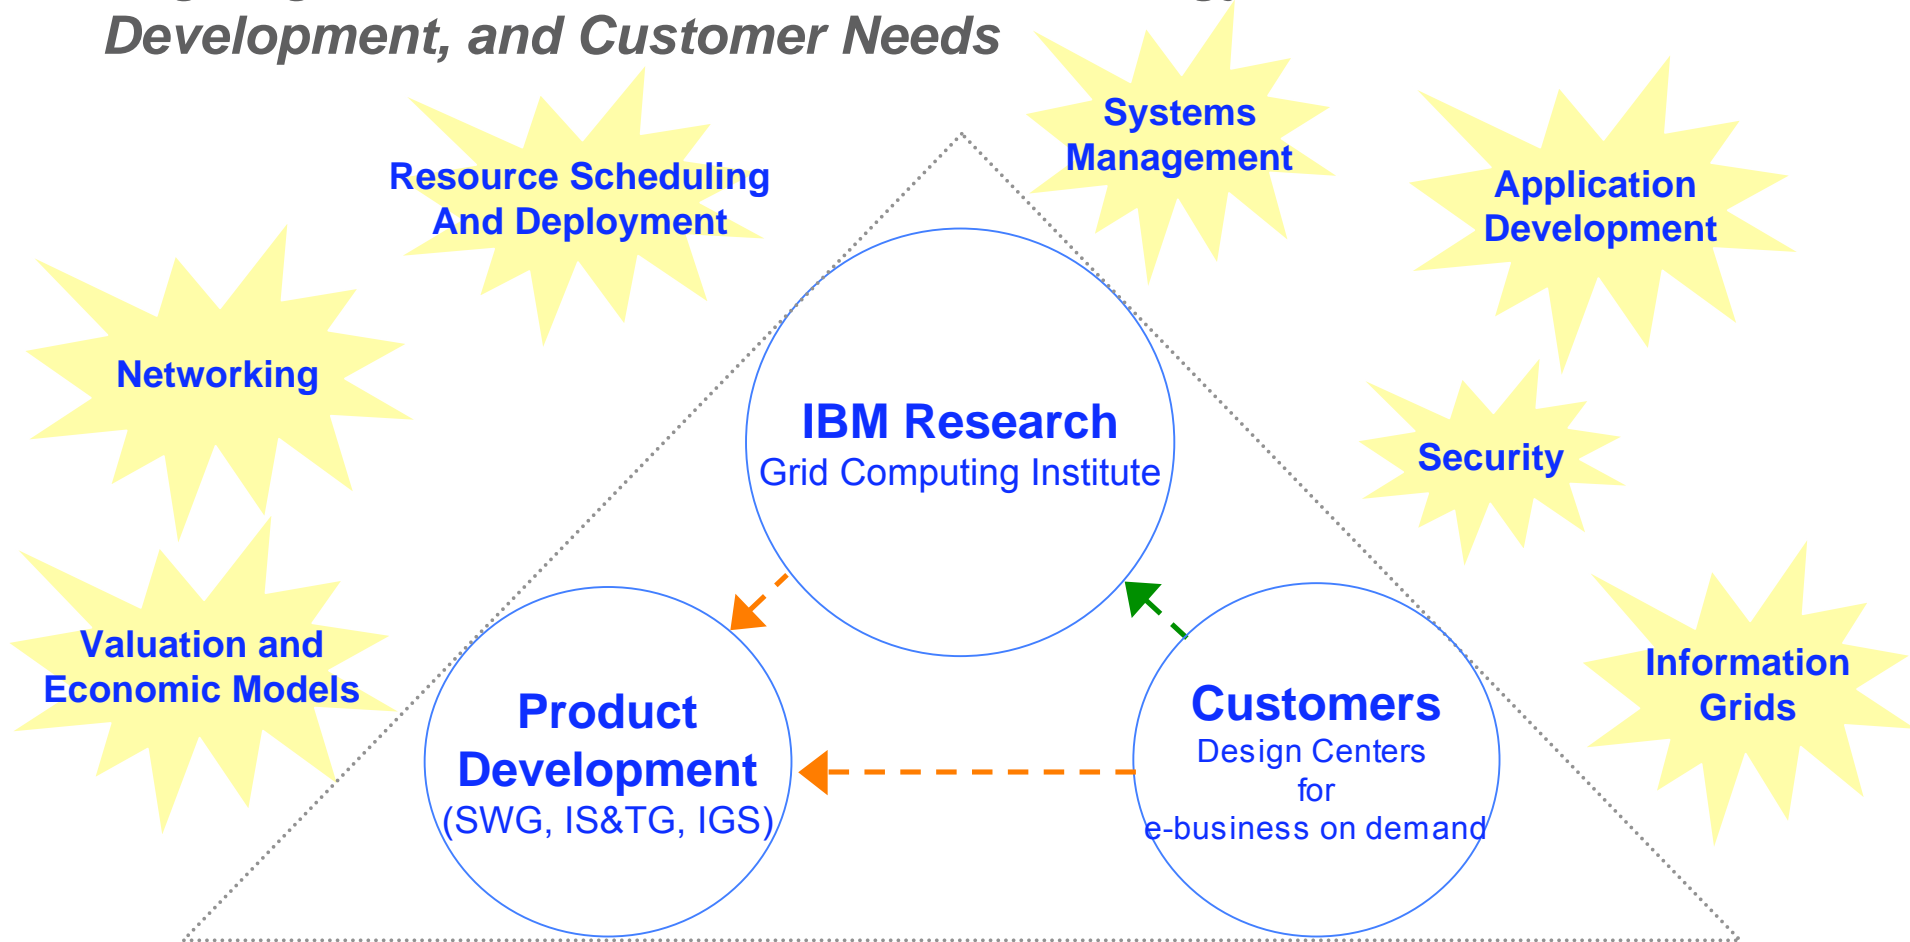 Development, and Customer Needs
Systems
Management
Resource Scheduling
And Deployment
Application
Development
Networking
IBM Research
Grid Computing Institute
Security
Valuation and
Economic Models
Product
Development
(SWG, IS&TG, IGS)
Customers
Design Centers
for
e-business on demand
Information
Grids